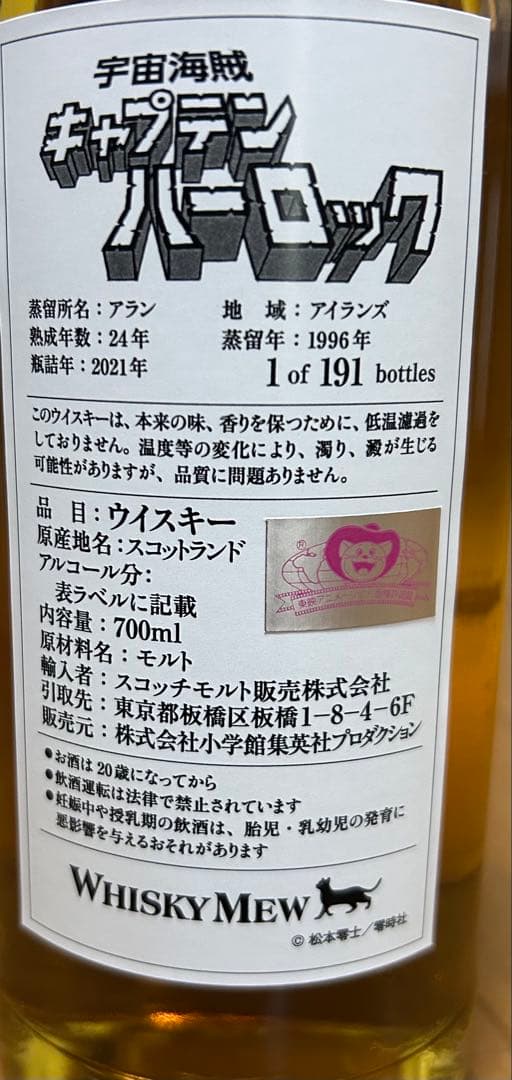 宇宙海賊
キャプテン
ハーロック
蒸留所名：アラン
地　域：アイランズ
熟成年数：24年
蒸留年：1996年
瓶詰年：2021年
1 of 191 bottles
このウイスキーは、本来の味、香りを保つために、低温濾過を
しておりません。温度等の変化により、濁り、澱が生じる
可能性がありますが、品質に問題ありません。
品　目：ウイスキー
原産地名：スコットランド
アルコール分：
表ラベルに記載
内容量：700ml
原材料名：モルト
輸入者：スコッチモルト販売株式会社
引取先：東京都板橋区板橋1-8-4-6F
販売元：株式会社小学館集英社プロダクション
®
東映アニメーション
●お酒は20歳になってから
●飲酒運転は法律で禁止されています
●妊娠中や授乳期の飲酒は、胎児・乳幼児の発育に
悪影響を与えるおそれがあります
WHISKY MEW
© 松本零士／零時社